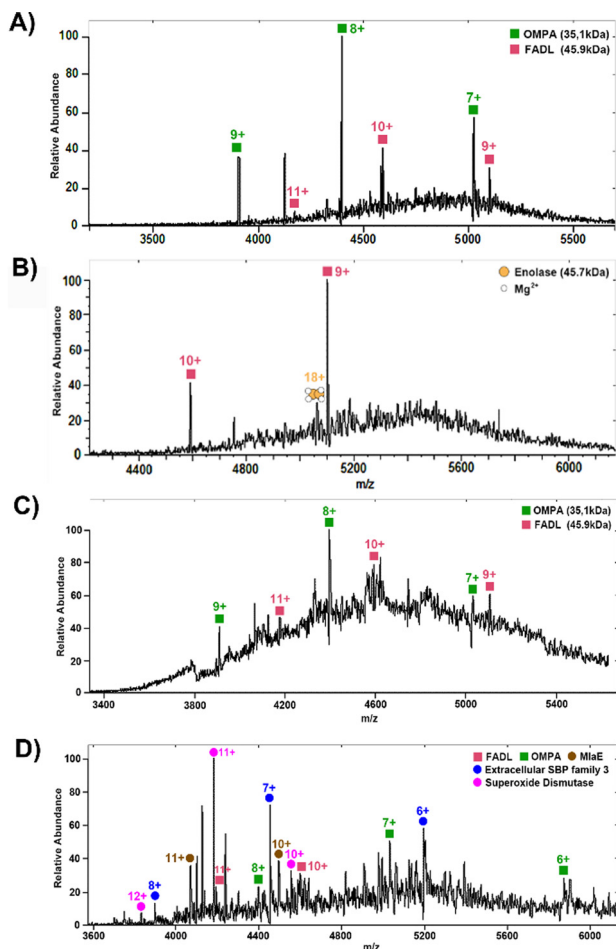 A)
8+
OMPA (35,1kDa)
FADL (45.9kDa)
7+
10+
9+
9+
11+
Relative Abundance
100
80
60
40
20
0
3500 4000 4500 5000 5500
B)
9+
Enolase (45.7kDa)
Mg2+
10+
18+
Relative Abundance
100
80
60
40
20
0
4400 4800 5200 5600 6000
m/z
C)
8+
OMPA (35,1kDa)
FADL (45.9kDa)
10+
7+
9+
11+
9+
Relative Abundance
100
80
60
40
20
0
3400 3800 4200 4600 5000 5400
m/z
D)
11+
FADL OMPA MlaE
Extracellular SBP family 3
Superoxide Dismutase
7+
6+
7+
10+
11+
10+
10+
11+
8+
6+
8+
12+
Relative Abundance
100
80
60
40
20
0
3600 4000 4400 4800 5200 5600 6000
m/z